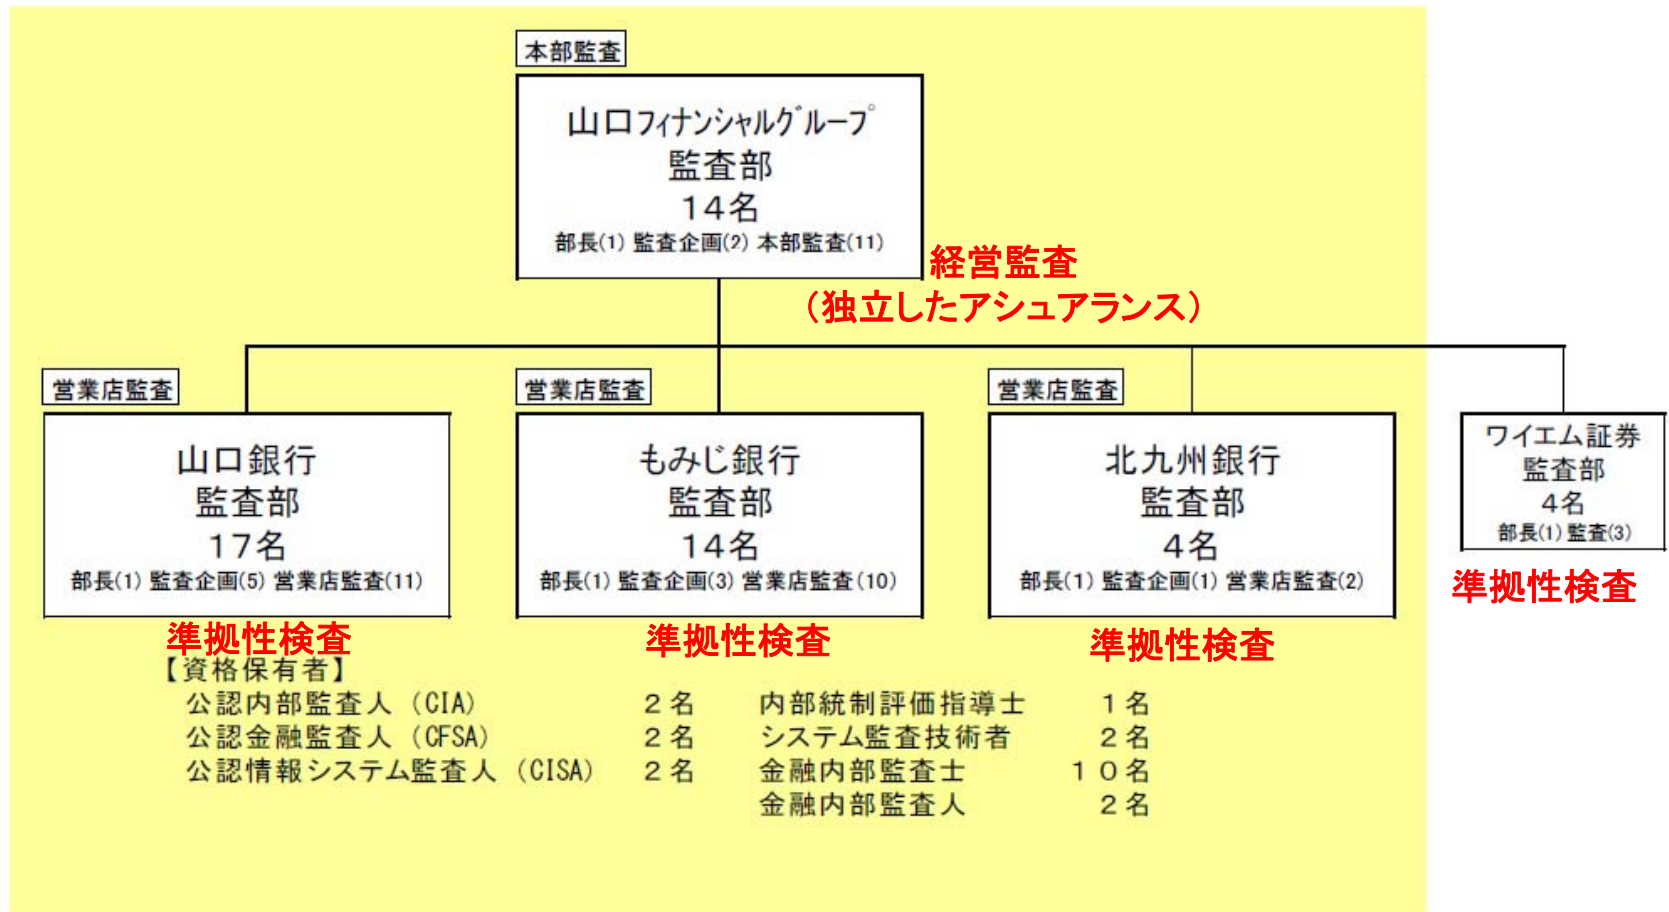 本部監査
山口フィナンシャルグループ
監査部
14名
部長(1) 監査企画(2) 本部監査(11)
経営監査
（独立したアシュアランス）
営業店監査
山口銀行
監査部
17名
部長(1) 監査企画(5) 営業店監査(11)
準拠性検査
営業店監査
もみじ銀行
監査部
14名
部長(1) 監査企画(3) 営業店監査(10)
準拠性検査
営業店監査
北九州銀行
監査部
4名
部長(1) 監査企画(1) 営業店監査(2)
準拠性検査
ワイエム証券
監査部
4名
部長(1) 監査(3)
準拠性検査
【資格保有者】
公認内部監査人（CIA） 2名
公認金融監査人（CFSA） 2名
公認情報システム監査人（CISA） 2名
内部統制評価指導士 1名
システム監査技術者 2名
金融内部監査士 10名
金融内部監査人 2名